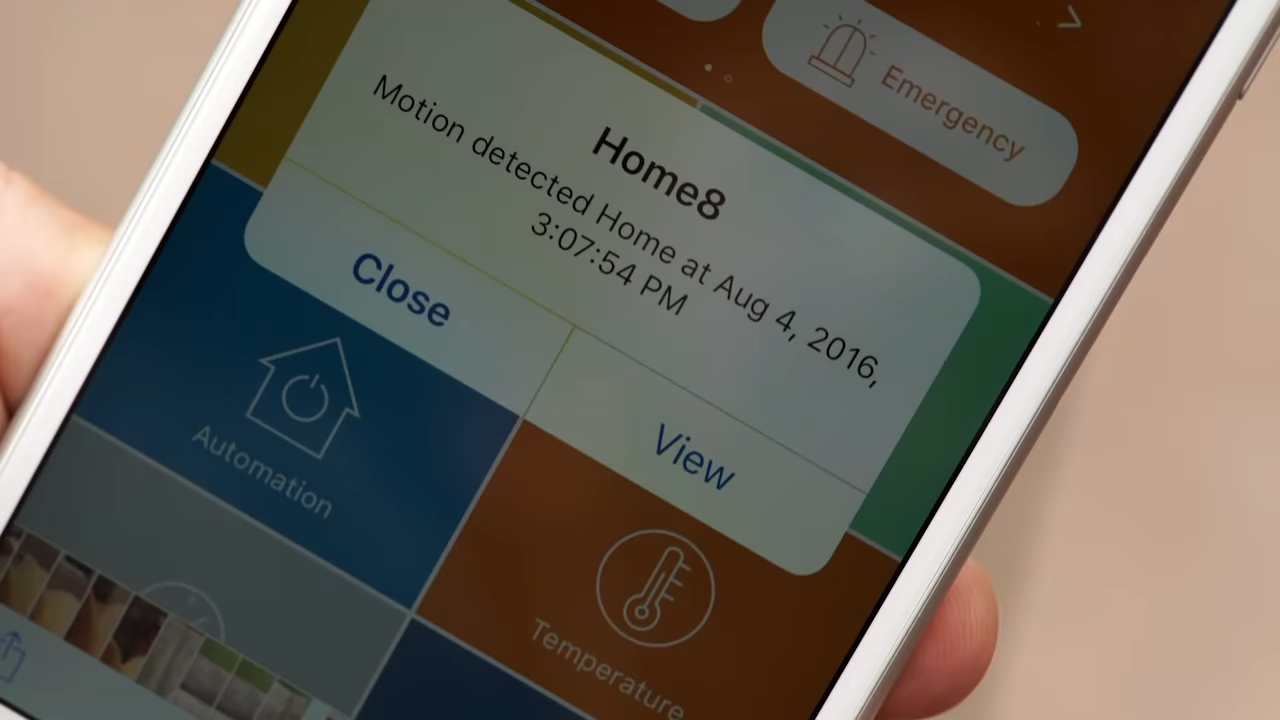 Emergency
Home8
Motion detected Home at Aug 4, 2016,
3:07:54 PM
Close
View
Automation
Temperature